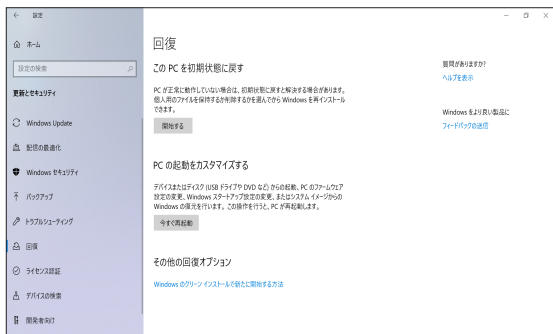 設定
ホーム
設定の検索
更新とセキュリティ
Windows Update
配信の最適化
Windows セキュリティ
バックアップ
トラブルシューティング
回復
ライセンス認証
デバイスの検索
開発者向け
回復
この PC を初期状態に戻す
PC が正常に動作していない場合は、初期状態に戻すと解決する場合があります。
個人用のファイルを保持するか削除するかを選んでから Windows を再インストール
できます。
開始する
PC の起動をカスタマイズする
デバイスまたはディスク (USB ドライブや DVD など) からの起動、PC のファームウェア
設定の変更、Windows スタートアップ設定の変更、またはシステム イメージからの
Windows の復元を行います。この操作を行うと、PC が再起動します。
今すぐ再起動
その他の回復オプション
Windows のクリーン インストールで新たに開始する方法
質問がありますか?
ヘルプを表示
Windows をより良い製品に
フィードバックの送信